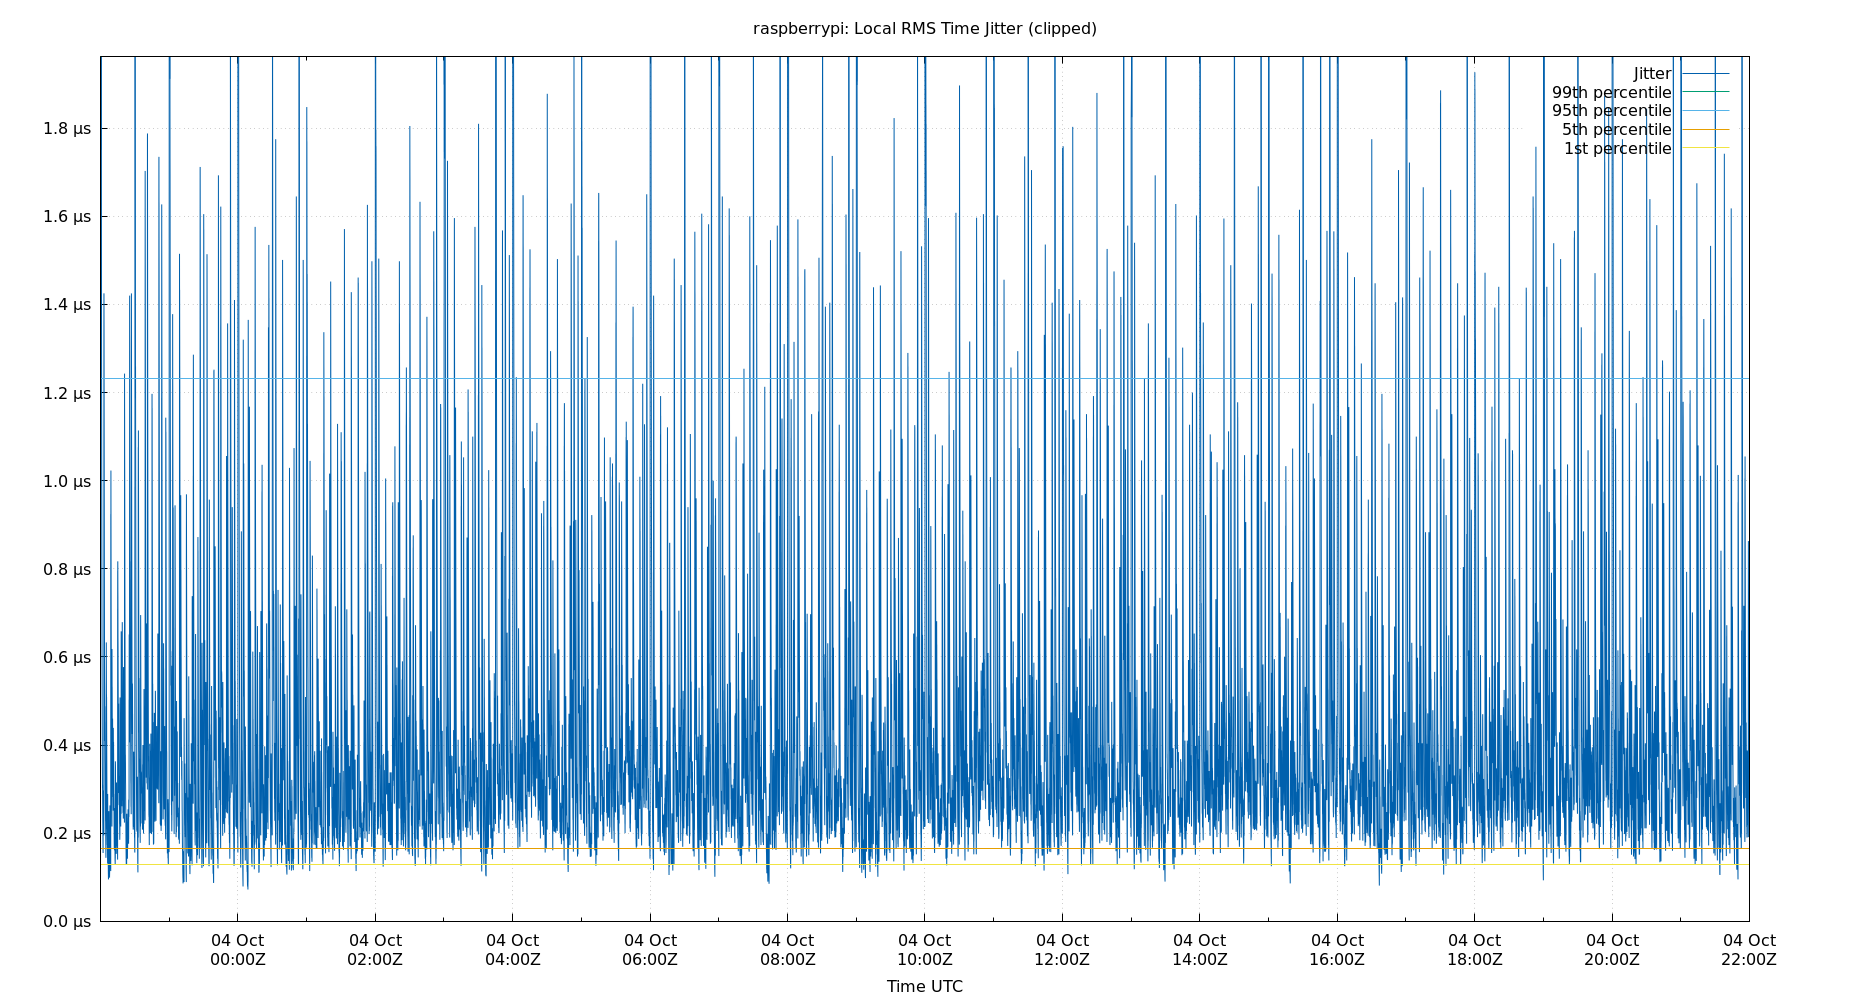 raspberrypi: Local RMS Time Jitter (clipped)
Jitter
99th percentile
95th percentile
5th percentile
1st percentile
1.8 µs
1.6 µs
1.4 µs
1.2 µs
1.0 µs
0.8 µs
0.6 µs
0.4 µs
0.2 µs
0.0 µs
04 Oct 04 Oct 04 Oct 04 Oct 04 Oct 04 Oct 04 Oct 04 Oct 04 Oct 04 Oct 04 Oct 04 Oct
00:00Z 02:00Z 04:00Z 06:00Z 08:00Z 10:00Z 12:00Z 14:00Z 16:00Z 18:00Z 20:00Z 22:00Z
Time UTC